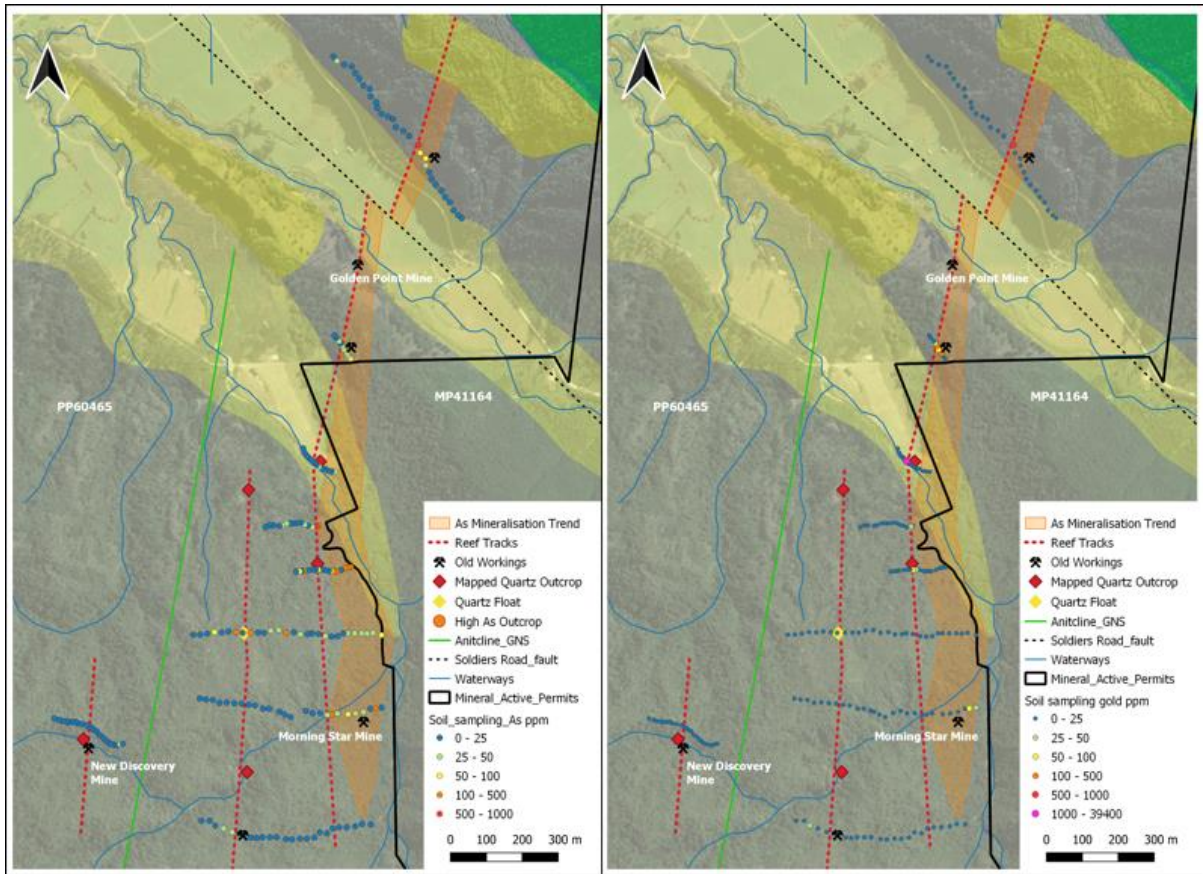 Golden Point Mine
PP60465
MP41164
Morning Star Mine
New Discovery
Mine
As Mineralisation Trend
Reef Tracks
Old Workings
Mapped Quartz Outcrop
Quartz Float
High As Outcrop
Anitcline_GNS
Soldiers Road_fault
Waterways
Mineral_Active_Permits
Soil_sampling_As ppm
0 - 25
25 - 50
50 - 100
100 - 500
500 - 1000
0 100 200 300 m
Golden Point Mine
PP60465
MP41164
Morning Star Mine
New Discovery
Mine
As Mineralisation Trend
Reef Tracks
Old Workings
Mapped Quartz Outcrop
Quartz Float
High As Outcrop
Anitcline_GNS
Soldiers Road_fault
Waterways
Mineral_Active_Permits
Soil sampling gold ppm
0 - 25
25 - 50
50 - 100
100 - 500
500 - 1000
1000 - 39400
0 100 200 300 m